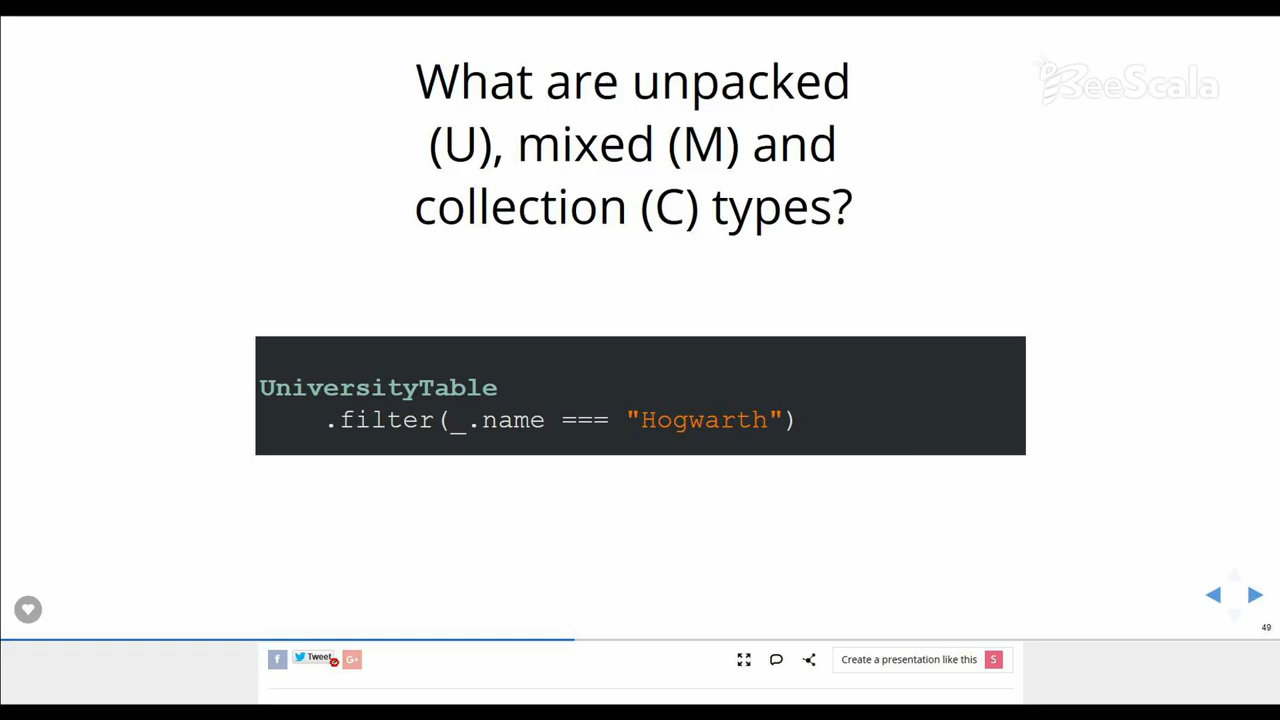 BeeScala
What are unpacked
(U), mixed (M) and
collection (C) types?
UniversityTable
.filter(_.name === "Hogwarth")
49
f
Tweet
G+
Create a presentation like this
S